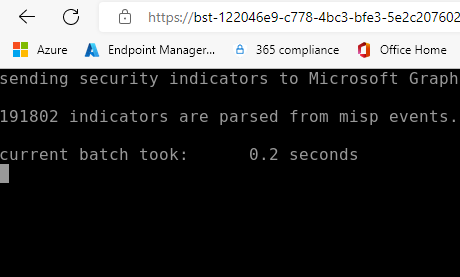 https://bst-122046e9-c778-4bc3-bfe3-5e2c207602
Azure Endpoint Manager... 365 compliance Office Home
sending security indicators to Microsoft Graph
191802 indicators are parsed from misp events.
current batch took: 0.2 seconds